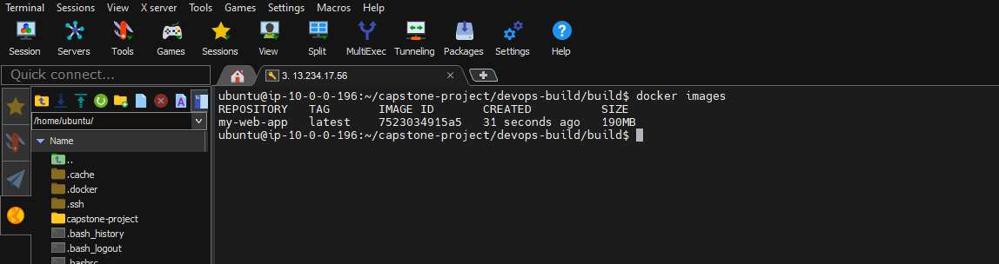 Terminal Sessions View X server Tools Games Settings Macros Help
Session Servers Tools Games Sessions View Split MultiExec Tunneling Packages Settings Help
Quick connect...
3. 13.234.17.56
/home/ubuntu/
Name
..
.cache
.docker
.ssh
capstone-project
.bash_history
.bash_logout
.bashrc
ubuntu@ip-10-0-0-196:~/capstone-project/devops-build/build$ docker images
REPOSITORY TAG IMAGE ID CREATED SIZE
my-web-app latest 7523034915a5 31 seconds ago 190MB
ubuntu@ip-10-0-0-196:~/capstone-project/devops-build/build$